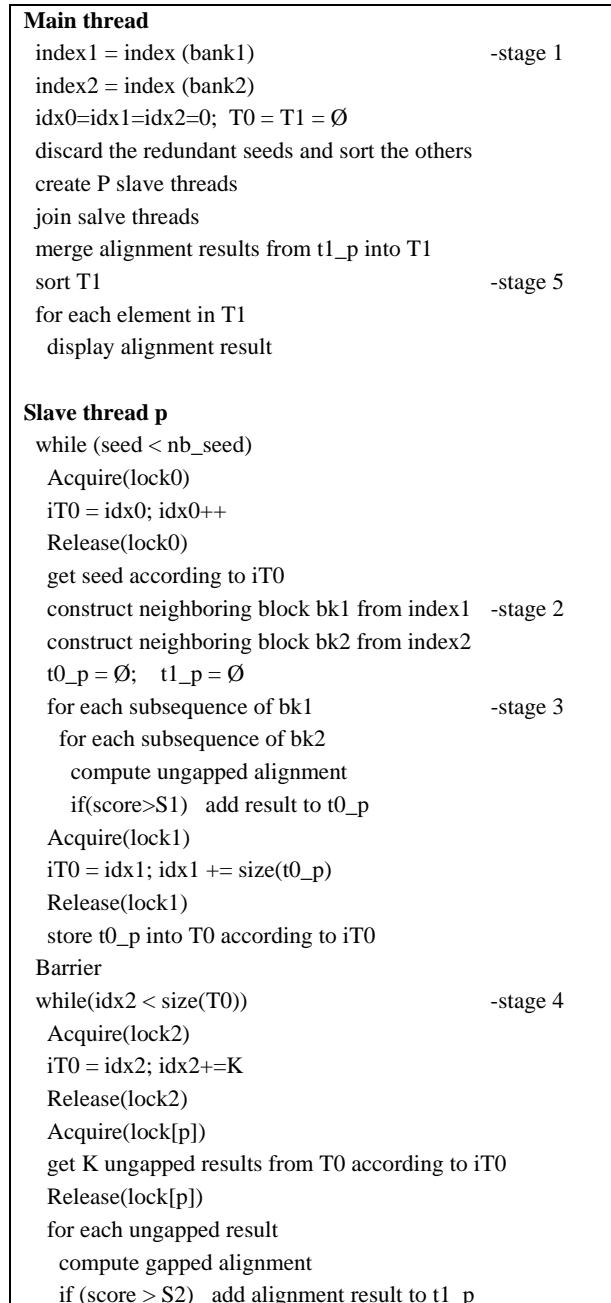 Main thread
index1 = index (bank1) -stage 1
index2 = index (bank2)
idx0=idx1=idx2=0; T0 = T1 = Ø
discard the redundant seeds and sort the others
create P slave threads
join salve threads
merge alignment results from t1_p into T1
sort T1 -stage 5
for each element in T1
display alignment result
Slave thread p
while (seed < nb_seed)
Acquire(lock0)
iT0 = idx0; idx0++
Release(lock0)
get seed according to iT0
construct neighboring block bk1 from index1 -stage 2
construct neighboring block bk2 from index2
t0_p = Ø; t1_p = Ø
for each subsequence of bk1 -stage 3
for each subsequence of bk2
compute ungapped alignment
if(score>S1) add result to t0_p
Acquire(lock1)
iT0 = idx1; idx1 += size(t0_p)
Release(lock1)
store t0_p into T0 according to iT0
Barrier
while(idx2 < size(T0)) -stage 4
Acquire(lock2)
iT0 = idx2; idx2+=K
Release(lock2)
Acquire(lock[p])
get K ungapped results from T0 according to iT0
Release(lock[p])
for each ungapped result
compute gapped alignment
if (score > S2) add alignment result to t1_p